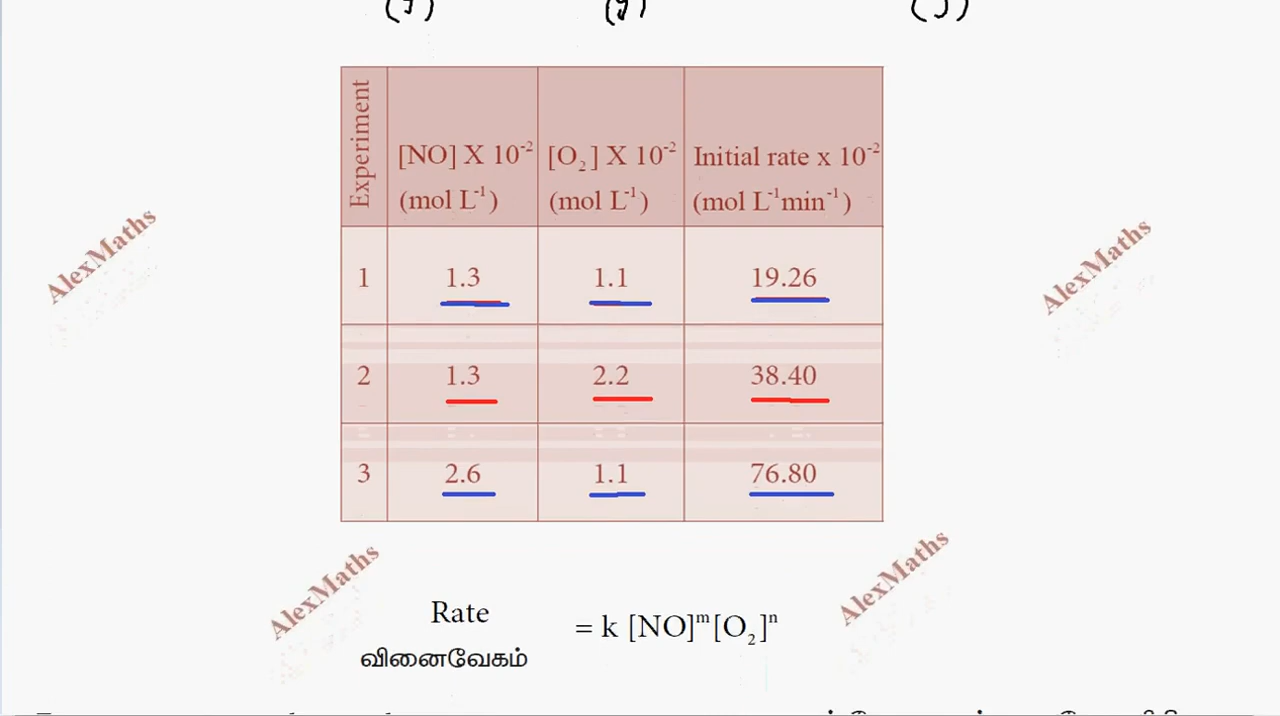 (g) (g) (g)
Experiment
[NO] X 10⁻² [O₂] X 10⁻² Initial rate x 10⁻²
(mol L⁻¹) (mol L⁻¹) (mol L⁻¹min⁻¹)
1 1.3 1.1 19.26
2 1.3 2.2 38.40
3 2.6 1.1 76.80
AlexMaths
AlexMaths
AlexMaths
AlexMaths
Rate = k [NO]ᵐ[O₂]ⁿ
வினைவேகம்